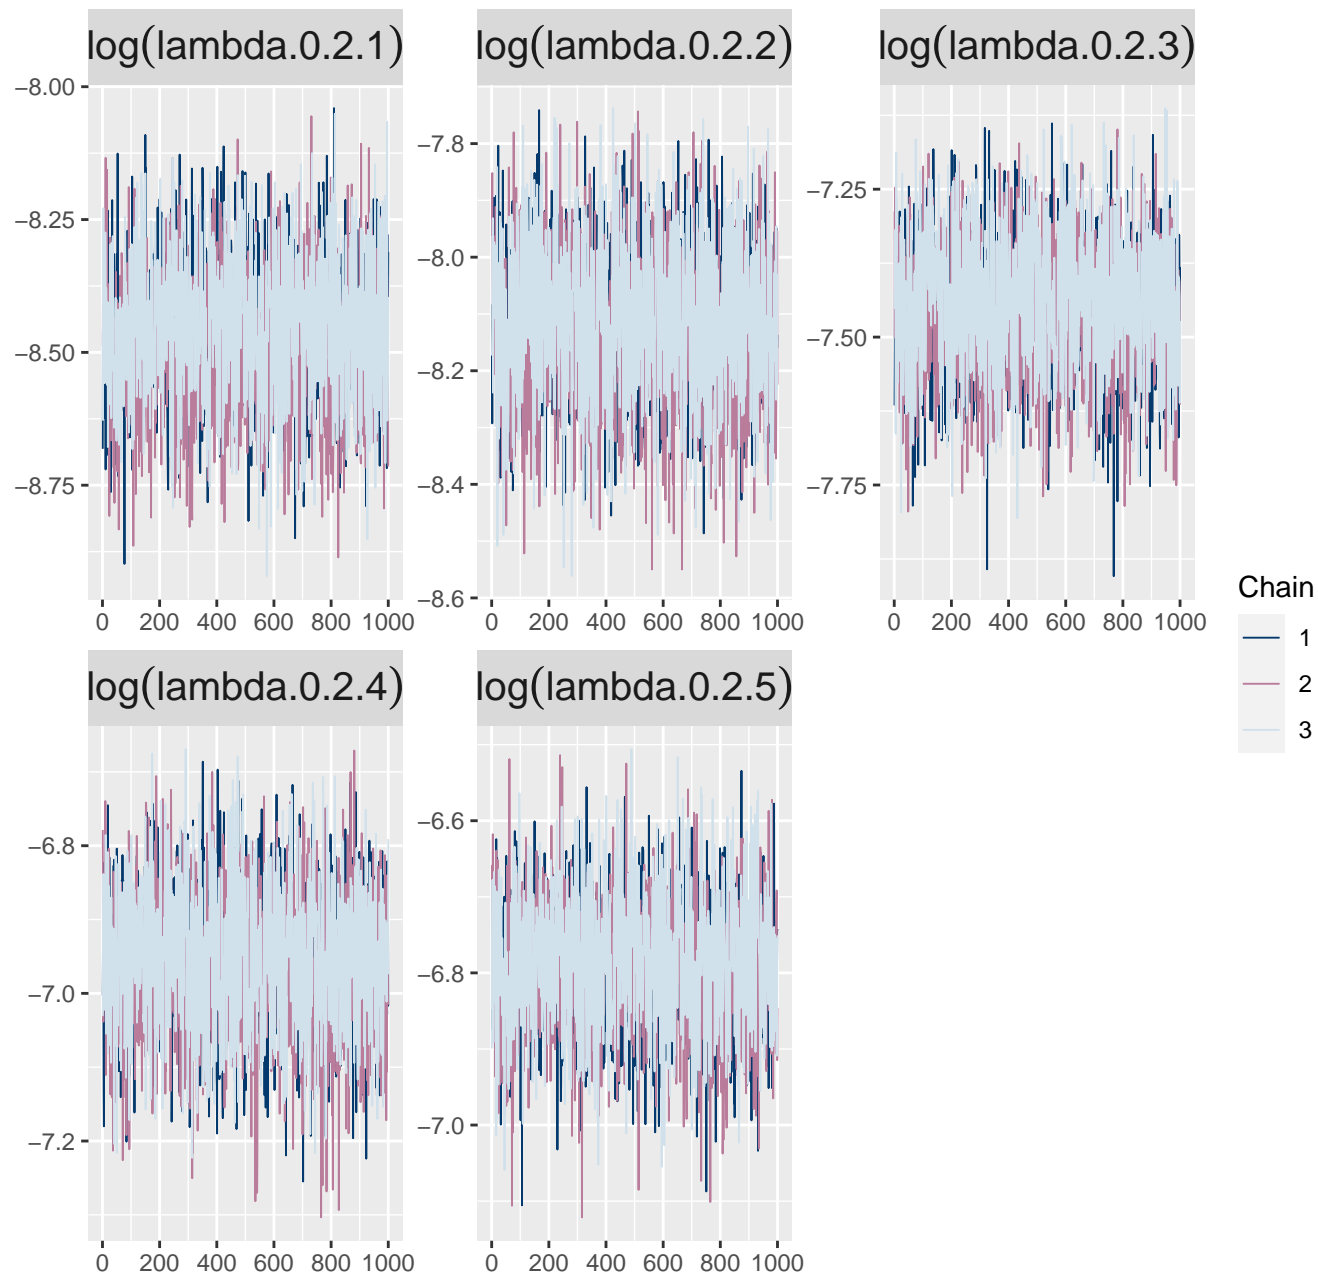 log(lambda.0.2.1)
log(lambda.0.2.2)
log(lambda.0.2.3)
−8.00
−8.25
−8.50
−8.75
−7.8
−8.0
−8.2
−8.4
−8.6
−7.25
−7.50
−7.75
0 200 400 600 800 1000
0 200 400 600 800 1000
0 200 400 600 800 1000
log(lambda.0.2.4)
log(lambda.0.2.5)
−6.8
−7.0
−7.2
−6.6
−6.8
−7.0
0 200 400 600 800 1000
0 200 400 600 800 1000
Chain
1
2
3